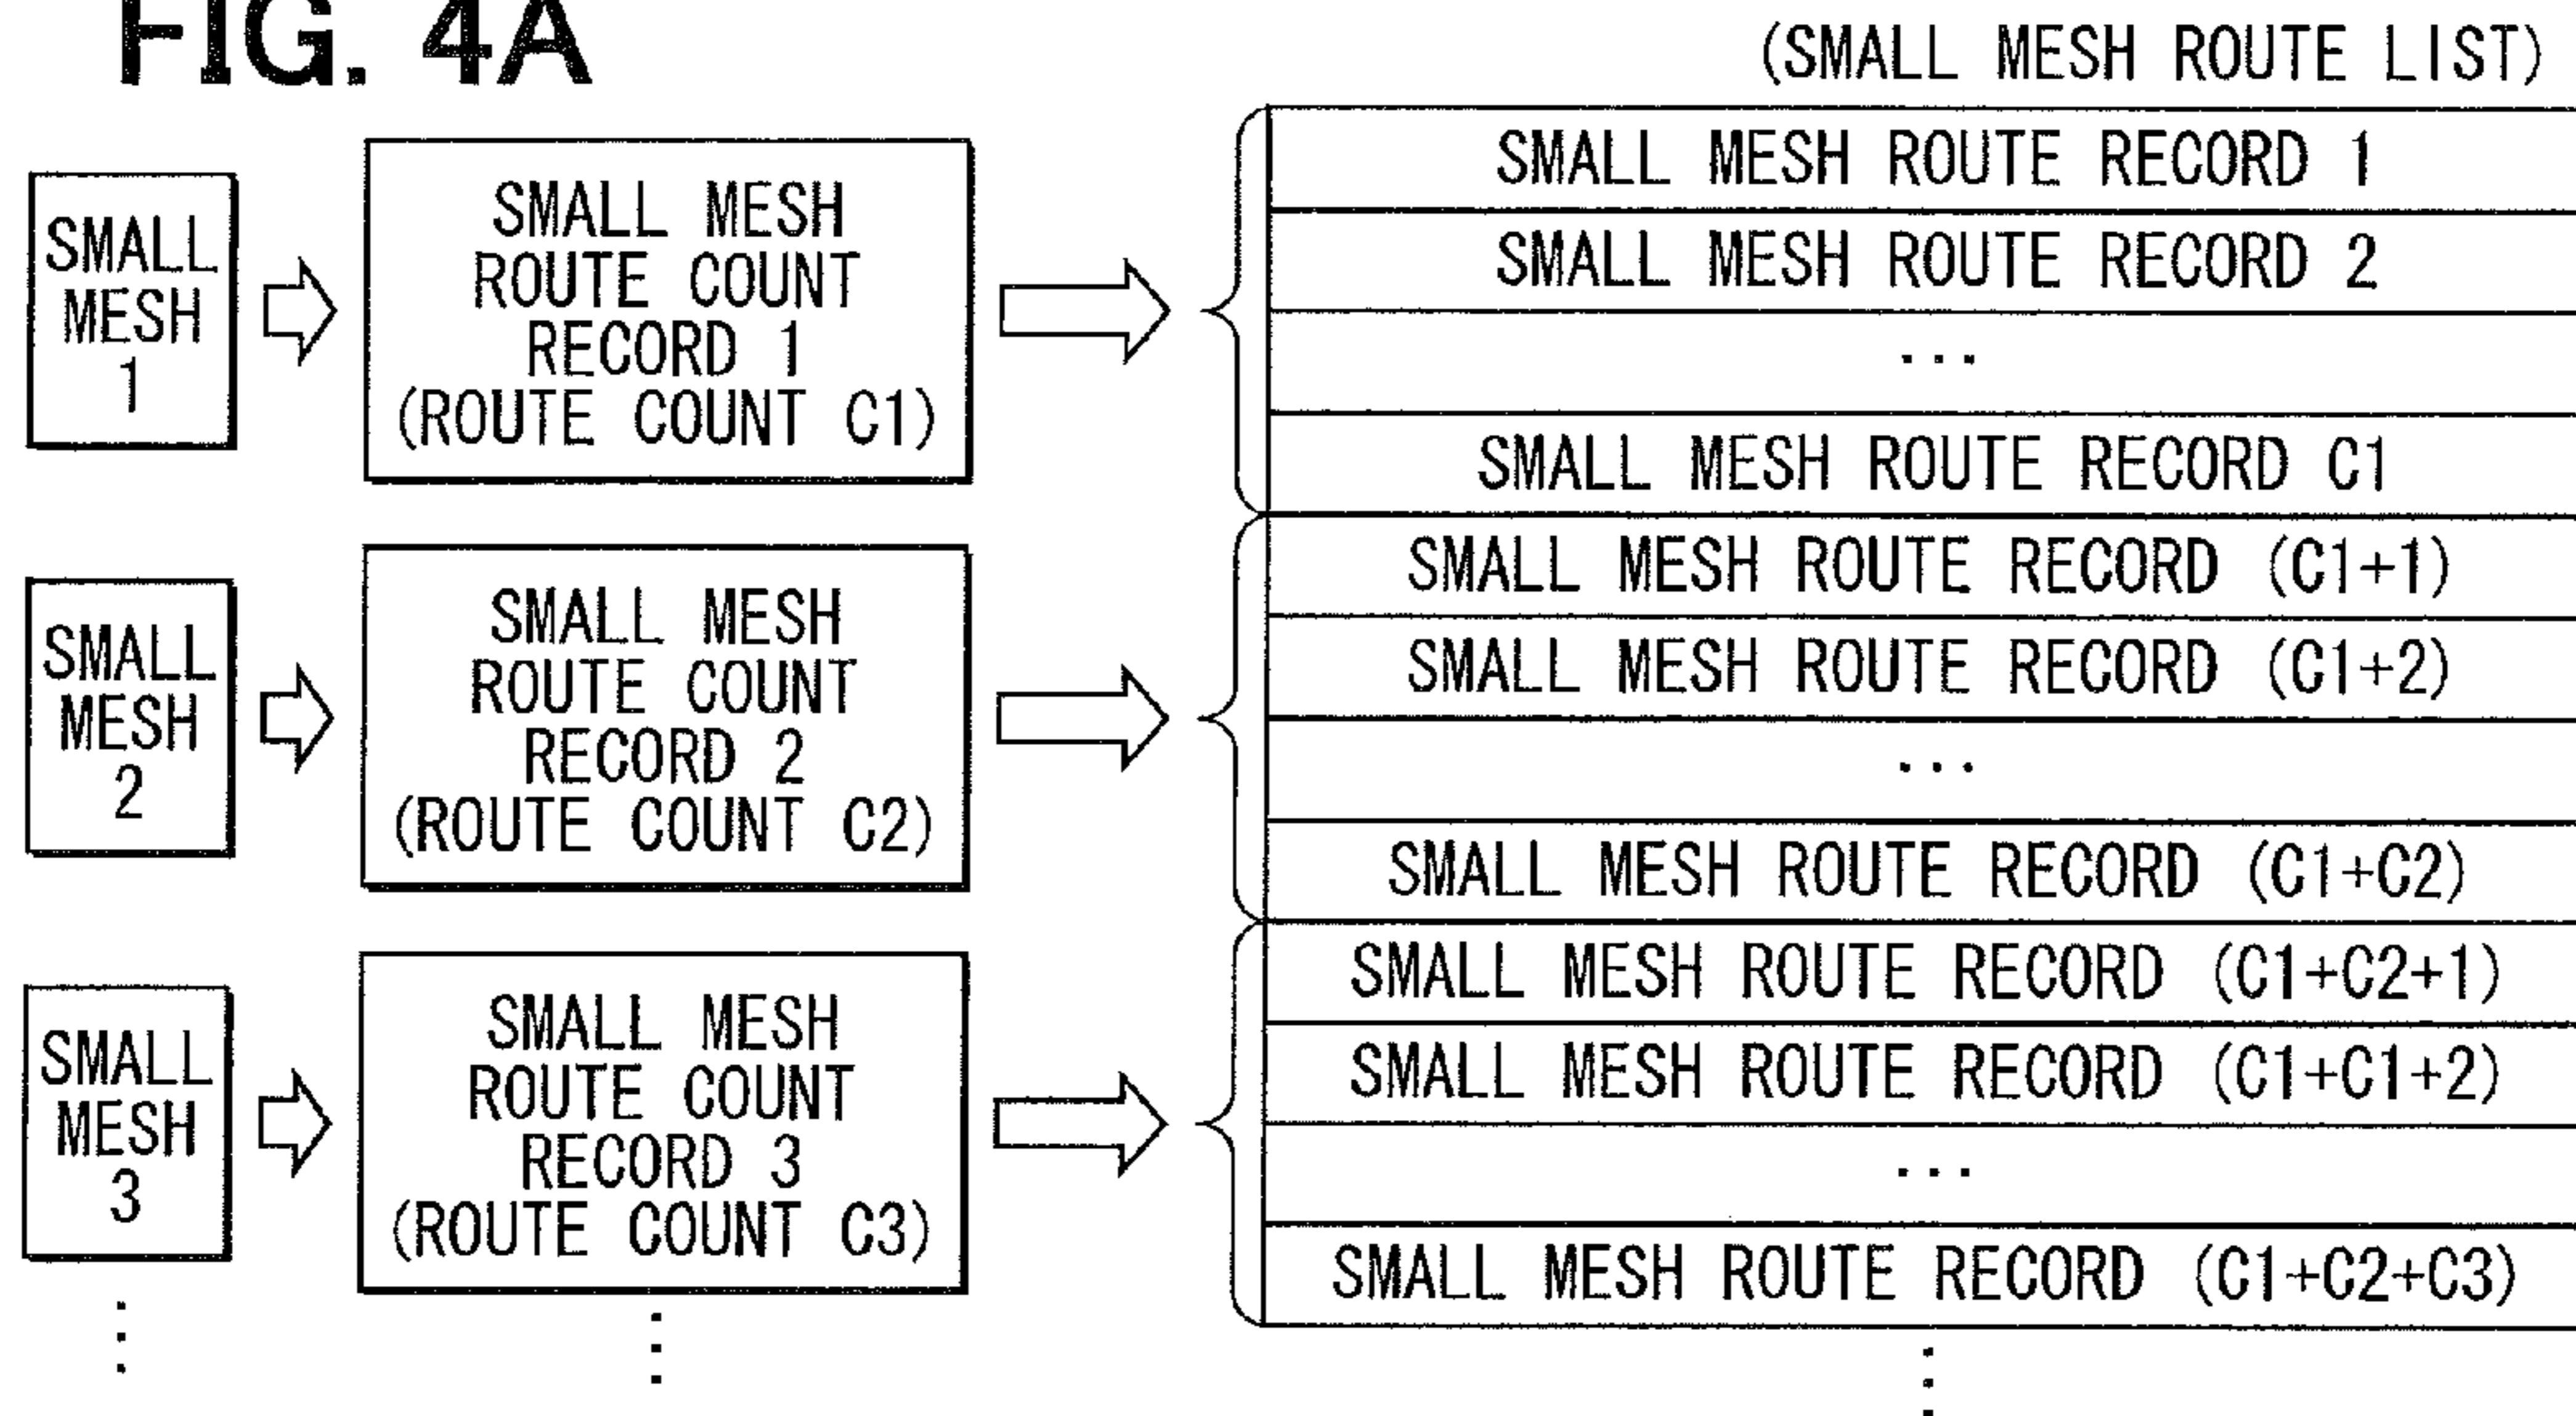 FIG. 4A
(SMALL MESH ROUTE LIST)
SMALL
MESH
1
SMALL MESH
ROUTE COUNT
RECORD 1
(ROUTE COUNT C1)
SMALL MESH ROUTE RECORD 1
SMALL MESH ROUTE RECORD 2
...
SMALL MESH ROUTE RECORD C1
SMALL
MESH
2
SMALL MESH
ROUTE COUNT
RECORD 2
(ROUTE COUNT C2)
SMALL MESH ROUTE RECORD (C1+1)
SMALL MESH ROUTE RECORD (C1+2)
...
SMALL MESH ROUTE RECORD (C1+C2)
SMALL
MESH
3
SMALL MESH
ROUTE COUNT
RECORD 3
(ROUTE COUNT C3)
SMALL MESH ROUTE RECORD (C1+C2+1)
SMALL MESH ROUTE RECORD (C1+C1+2)
...
SMALL MESH ROUTE RECORD (C1+C2+C3)